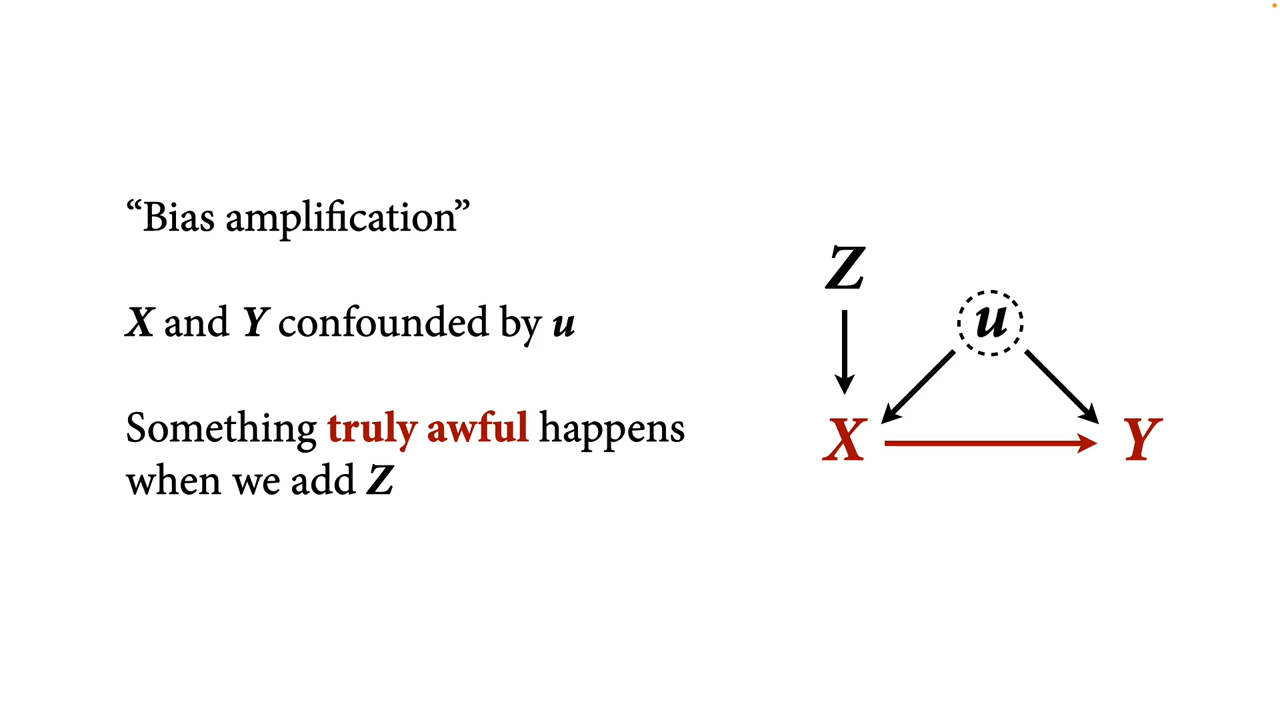 “Bias amplification”
X and Y confounded by u
Something truly awful happens
when we add Z
Z
u
X
Y